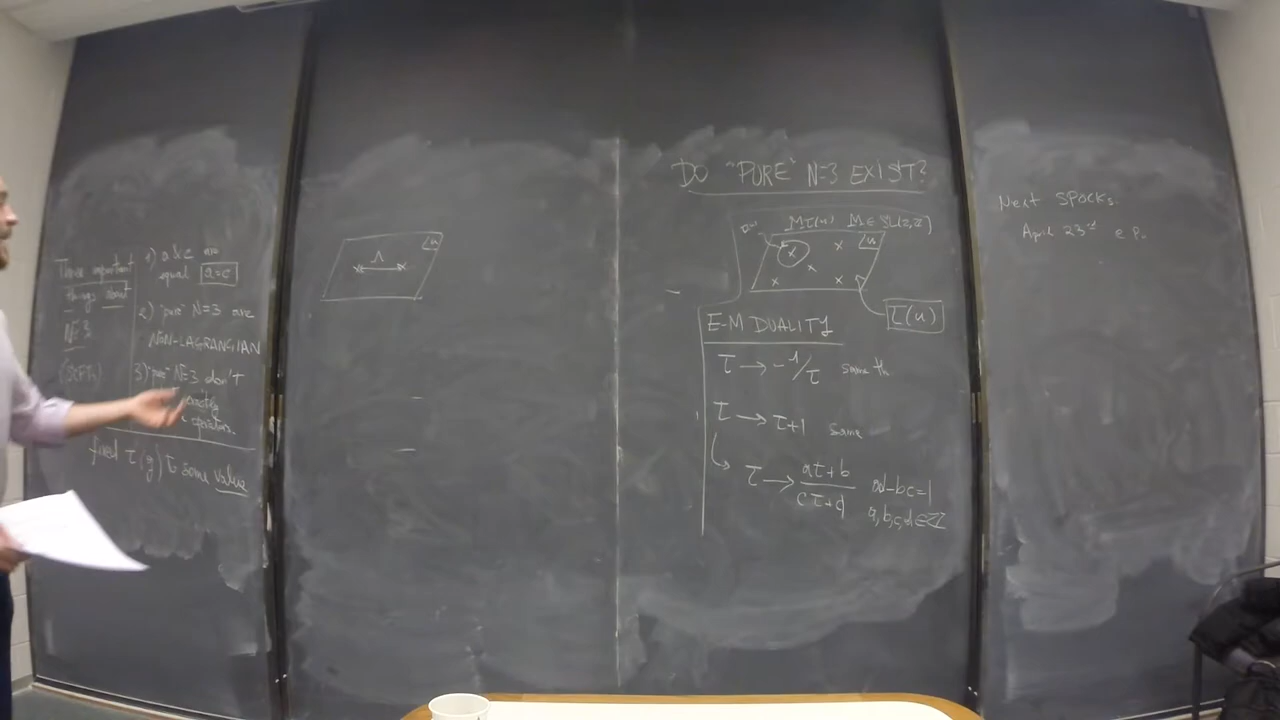 Three important
things about
N=3
(SCFTs)
1) a&c are
equal a=c
2) "pure" N=3 are
NON-LAGRANGIAN
3) "pure" N=3 don't
operators.
fixed τ(g) to some value
Λ
u
DO "PURE" N=3 EXIST?
Mτ(u) M∈SL(2,Z)
u
τ(u)
E-M DUALITY
τ → -1/τ same th
τ → τ+1 same
τ → aτ+b/cτ+d ad-bc=1
a,b,c,d∈ℤ
Next SPOCKS:
April 23rd @ P.